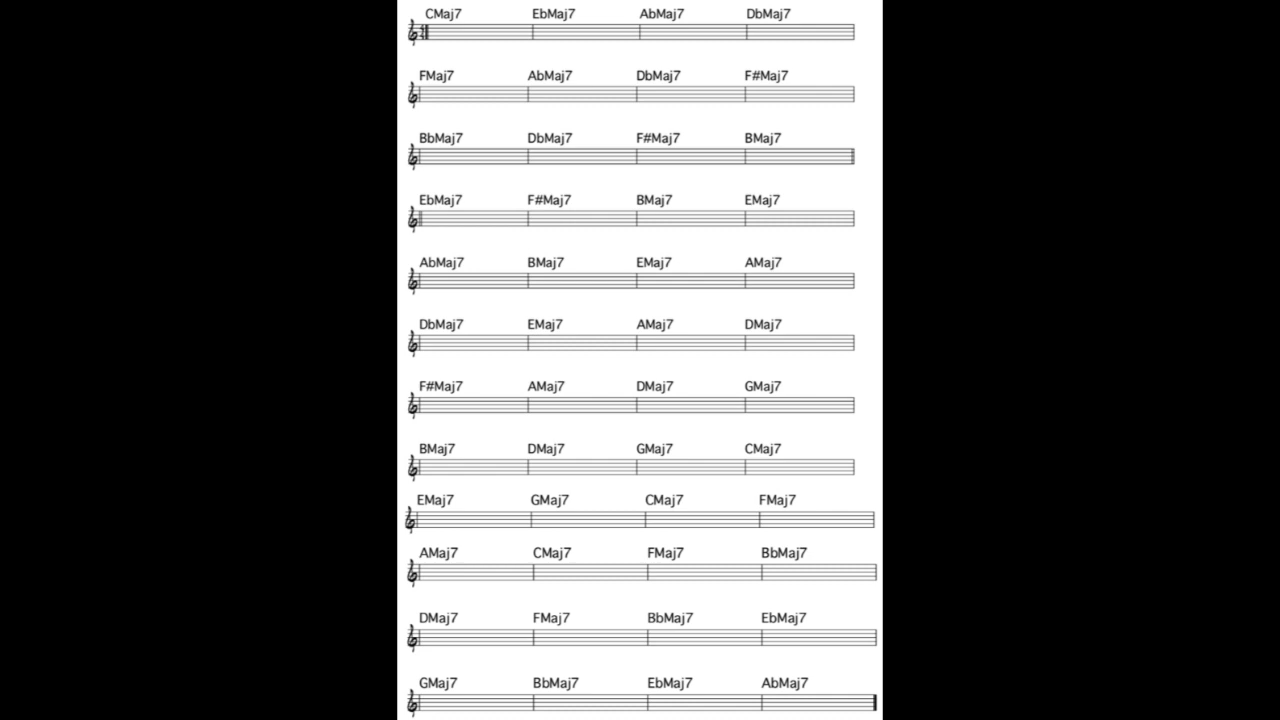 CMaj7 EbMaj7 AbMaj7 DbMaj7
FMaj7 AbMaj7 DbMaj7 F#Maj7
BbMaj7 DbMaj7 F#Maj7 BMaj7
EbMaj7 F#Maj7 BMaj7 EMaj7
AbMaj7 BMaj7 EMaj7 AMaj7
DbMaj7 EMaj7 AMaj7 DMaj7
F#Maj7 AMaj7 DMaj7 GMaj7
BMaj7 DMaj7 GMaj7 CMaj7
EMaj7 GMaj7 CMaj7 FMaj7
AMaj7 CMaj7 FMaj7 BbMaj7
DMaj7 FMaj7 BbMaj7 EbMaj7
GMaj7 BbMaj7 EbMaj7 AbMaj7